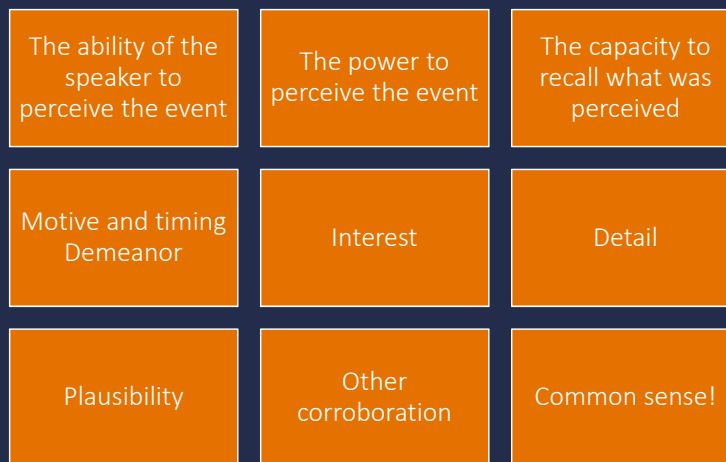 The ability of the
speaker to
perceive the event
The power to
perceive the event
The capacity to
recall what was
perceived
Motive and timing
Demeanor
Interest
Detail
Plausibility
Other
corroboration
Common sense!